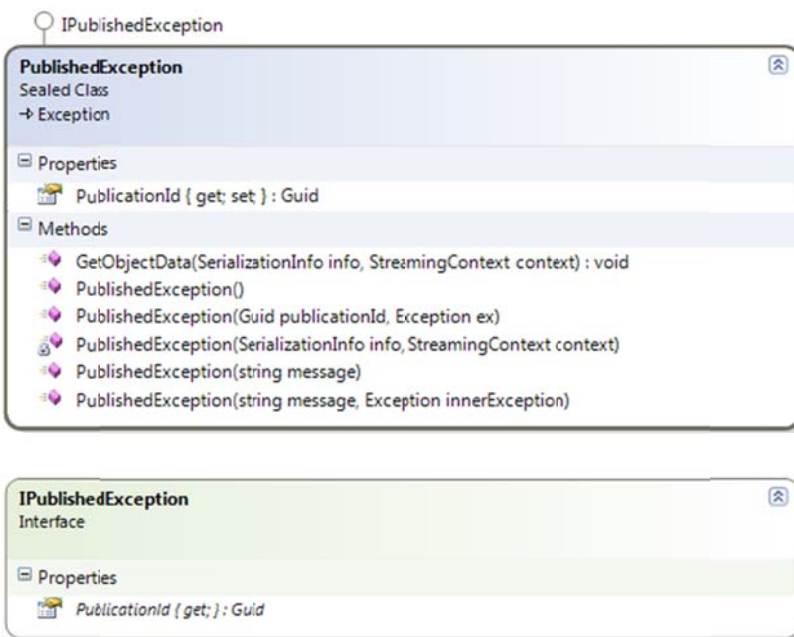 IPublishedException
PublishedException
Sealed Class
Exception
Properties
PublicationId { get; set; } : Guid
Methods
GetObjectData(SerializationInfo info, StreamingContext context) : void
PublishedException()
PublishedException(Guid publicationId, Exception ex)
PublishedException(SerializationInfo info, StreamingContext context)
PublishedException(string message)
PublishedException(string message, Exception innerException)
IPublishedException
Interface
Properties
PublicationId { get; } : Guid